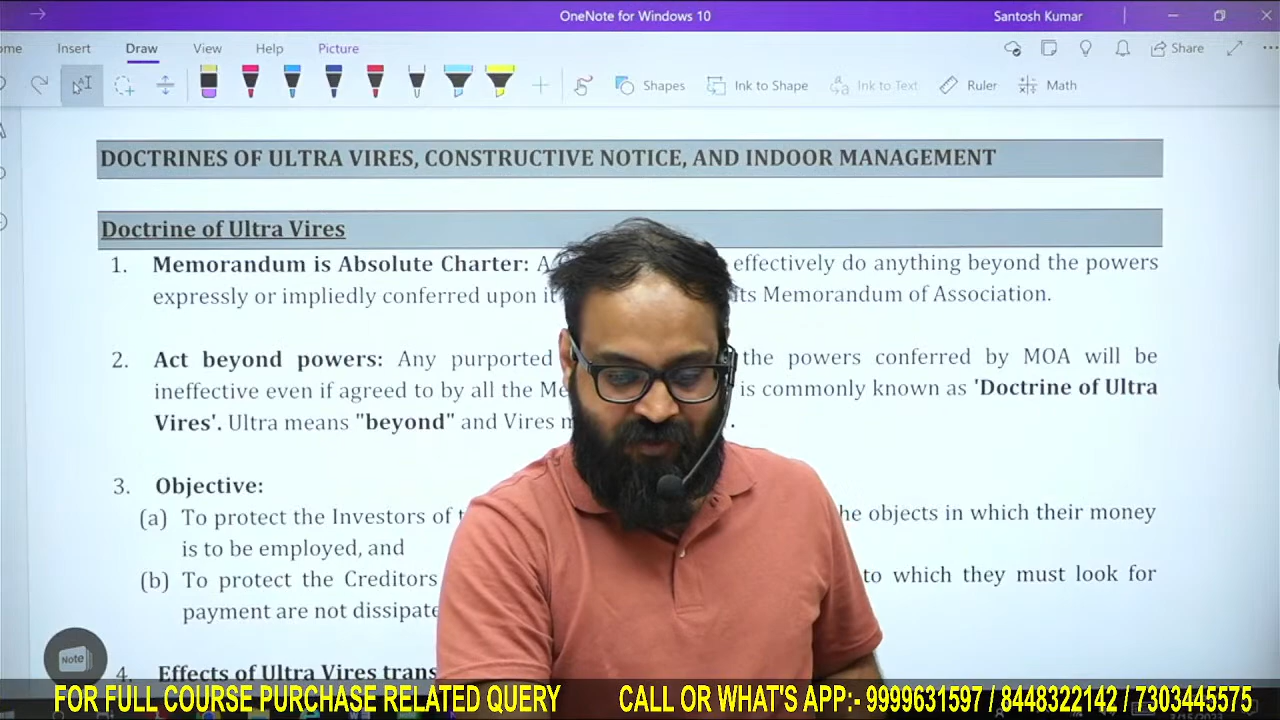 OneNote for Windows 10
Santosh Kumar
ome Insert Draw View Help Picture
Share
Shapes Ink to Shape Ink to Text Ruler Math
DOCTRINES OF ULTRA VIRES, CONSTRUCTIVE NOTICE, AND INDOOR MANAGEMENT
Doctrine of Ultra Vires
1. Memorandum is Absolute Charter: A effectively do anything beyond the powers
expressly or impliedly conferred upon it its Memorandum of Association.
2. Act beyond powers: Any purported the powers conferred by MOA will be
ineffective even if agreed to by all the Me is commonly known as 'Doctrine of Ultra
Vires'. Ultra means "beyond" and Vires m .
3. Objective:
(a) To protect the Investors of t he objects in which their money
is to be employed, and
(b) To protect the Creditors to which they must look for
payment are not dissipate
Note
4. Effects of Ultra Vires trans
FOR FULL COURSE PURCHASE RELATED QUERY CALL OR WHAT'S APP:- 9999631597 / 8448322142 / 7303445575